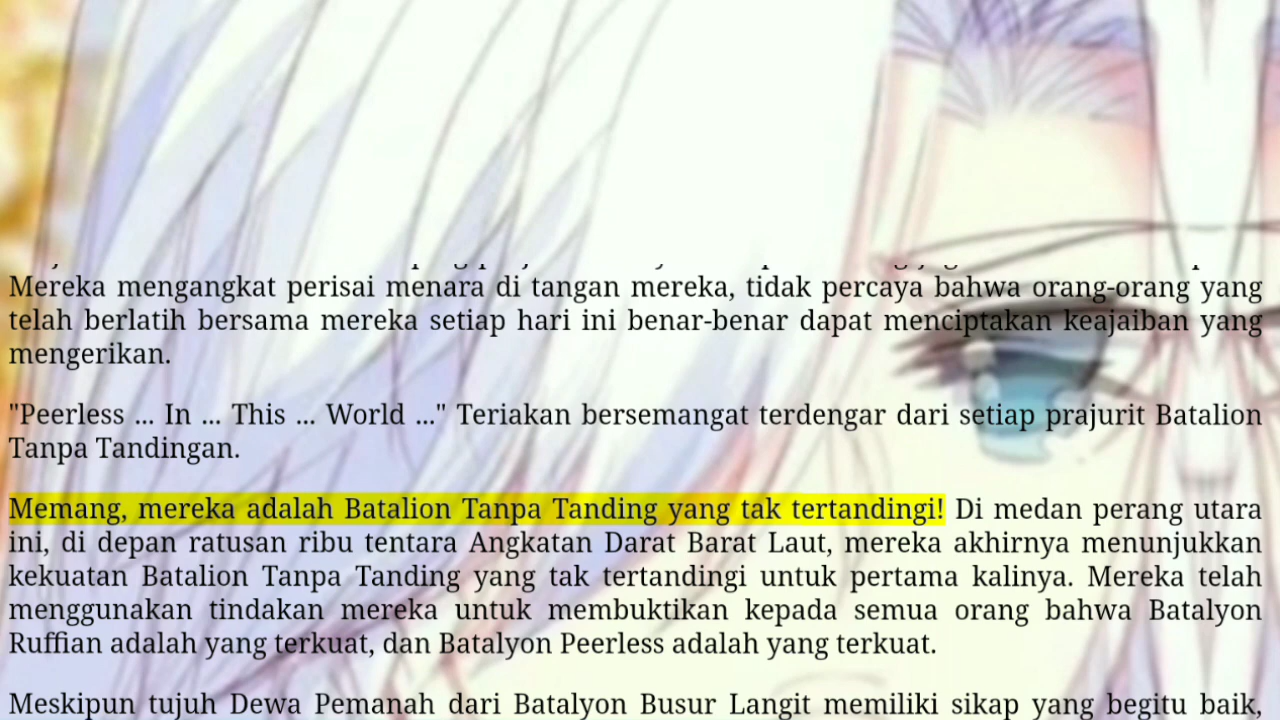 Mereka mengangkat perisai menara di tangan mereka, tidak percaya bahwa orang-orang yang
telah berlatih bersama mereka setiap hari ini benar-benar dapat menciptakan keajaiban yang
mengerikan.
"Peerless ... In ... This ... World ..." Teriakan bersemangat terdengar dari setiap prajurit Batalion
Tanpa Tandingan.
Memang, mereka adalah Batalion Tanpa Tanding yang tak tertandingi! Di medan perang utara
ini, di depan ratusan ribu tentara Angkatan Darat Barat Laut, mereka akhirnya menunjukkan
kekuatan Batalion Tanpa Tanding yang tak tertandingi untuk pertama kalinya. Mereka telah
menggunakan tindakan mereka untuk membuktikan kepada semua orang bahwa Batalyon
Ruffian adalah yang terkuat, dan Batalyon Peerless adalah yang terkuat.
Meskipun tujuh Dewa Pemanah dari Batalyon Busur Langit memiliki sikap yang begitu baik,